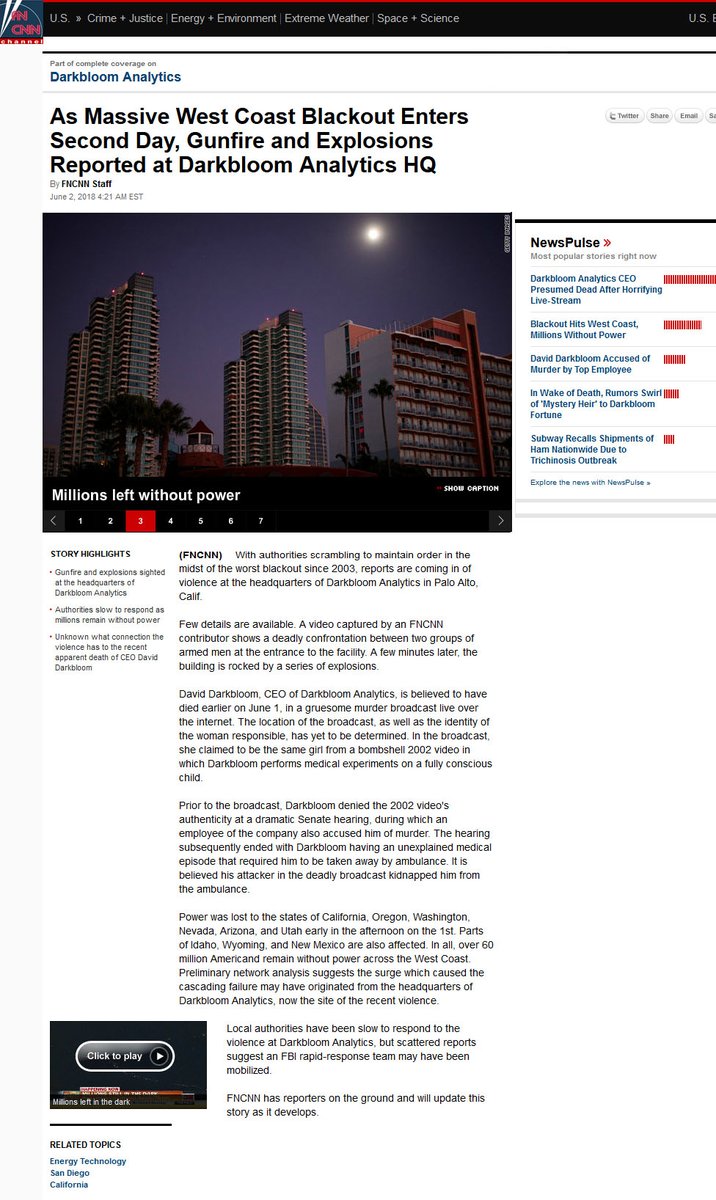 FN
CNN
channel
U.S. » Crime + Justice | Energy + Environment | Extreme Weather | Space + Science
U.S.
Part of complete coverage on
Darkbloom Analytics
As Massive West Coast Blackout Enters
Second Day, Gunfire and Explosions
Reported at Darkbloom Analytics HQ
By FNCNN Staff
June 2, 2018 4:21 AM EST
Twitter Share Email
GETTY IMAGES
Millions left without power
SHOW CAPTION
1 2 3 4 5 6 7
NewsPulse »
Most popular stories right now
Darkbloom Analytics CEO
Presumed Dead After Horrifying
Live-Stream
Blackout Hits West Coast,
Millions Without Power
David Darkbloom Accused of
Murder by Top Employee
In Wake of Death, Rumors Swirl
of 'Mystery Heir' to Darkbloom
Fortune
Subway Recalls Shipments of
Ham Nationwide Due to
Trichinosis Outbreak
Explore the news with NewsPulse »
STORY HIGHLIGHTS
• Gunfire and explosions sighted
at the headquarters of
Darkbloom Analytics
• Authorities slow to respond as
millions remain without power
• Unknown what connection the
violence has to the recent
apparent death of CEO David
Darkbloom
(FNCNN) With authorities scrambling to maintain order in the
midst of the worst blackout since 2003, reports are coming in of
violence at the headquarters of Darkbloom Analytics in Palo Alto,
Calif.
Few details are available. A video captured by an FNCNN
contributor shows a deadly confrontation between two groups of
armed men at the entrance to the facility. A few minutes later, the
building is rocked by a series of explosions.
David Darkbloom, CEO of Darkbloom Analytics, is believed to have
died earlier on June 1, in a gruesome murder broadcast live over
the internet. The location of the broadcast, as well as the identity of
the woman responsible, has yet to be determined. In the broadcast,
she claimed to be the same girl from a bombshell 2002 video in
which Darkbloom performs medical experiments on a fully conscious
child.
Prior to the broadcast, Darkbloom denied the 2002 video's
authenticity at a dramatic Senate hearing, during which an
employee of the company also accused him of murder. The hearing
subsequently ended with Darkbloom having an unexplained medical
episode that required him to be taken away by ambulance. It is
believed his attacker in the deadly broadcast kidnapped him from
the ambulance.
Power was lost to the states of California, Oregon, Washington,
Nevada, Arizona, and Utah early in the afternoon on the 1st. Parts
of Idaho, Wyoming, and New Mexico are also affected. In all, over 60
million Americand remain without power across the West Coast.
Preliminary network analysis suggests the surge which caused the
cascading failure may have originated from the headquarters of
Darkbloom Analytics, now the site of the recent violence.
Click to play
HAPPENING NOW
Millions left in the dark
Local authorities have been slow to respond to the
violence at Darkbloom Analytics, but scattered reports
suggest an FBI rapid-response team may have been
mobilized.
FNCNN has reporters on the ground and will update this
story as it develops.
RELATED TOPICS
Energy Technology
San Diego
California